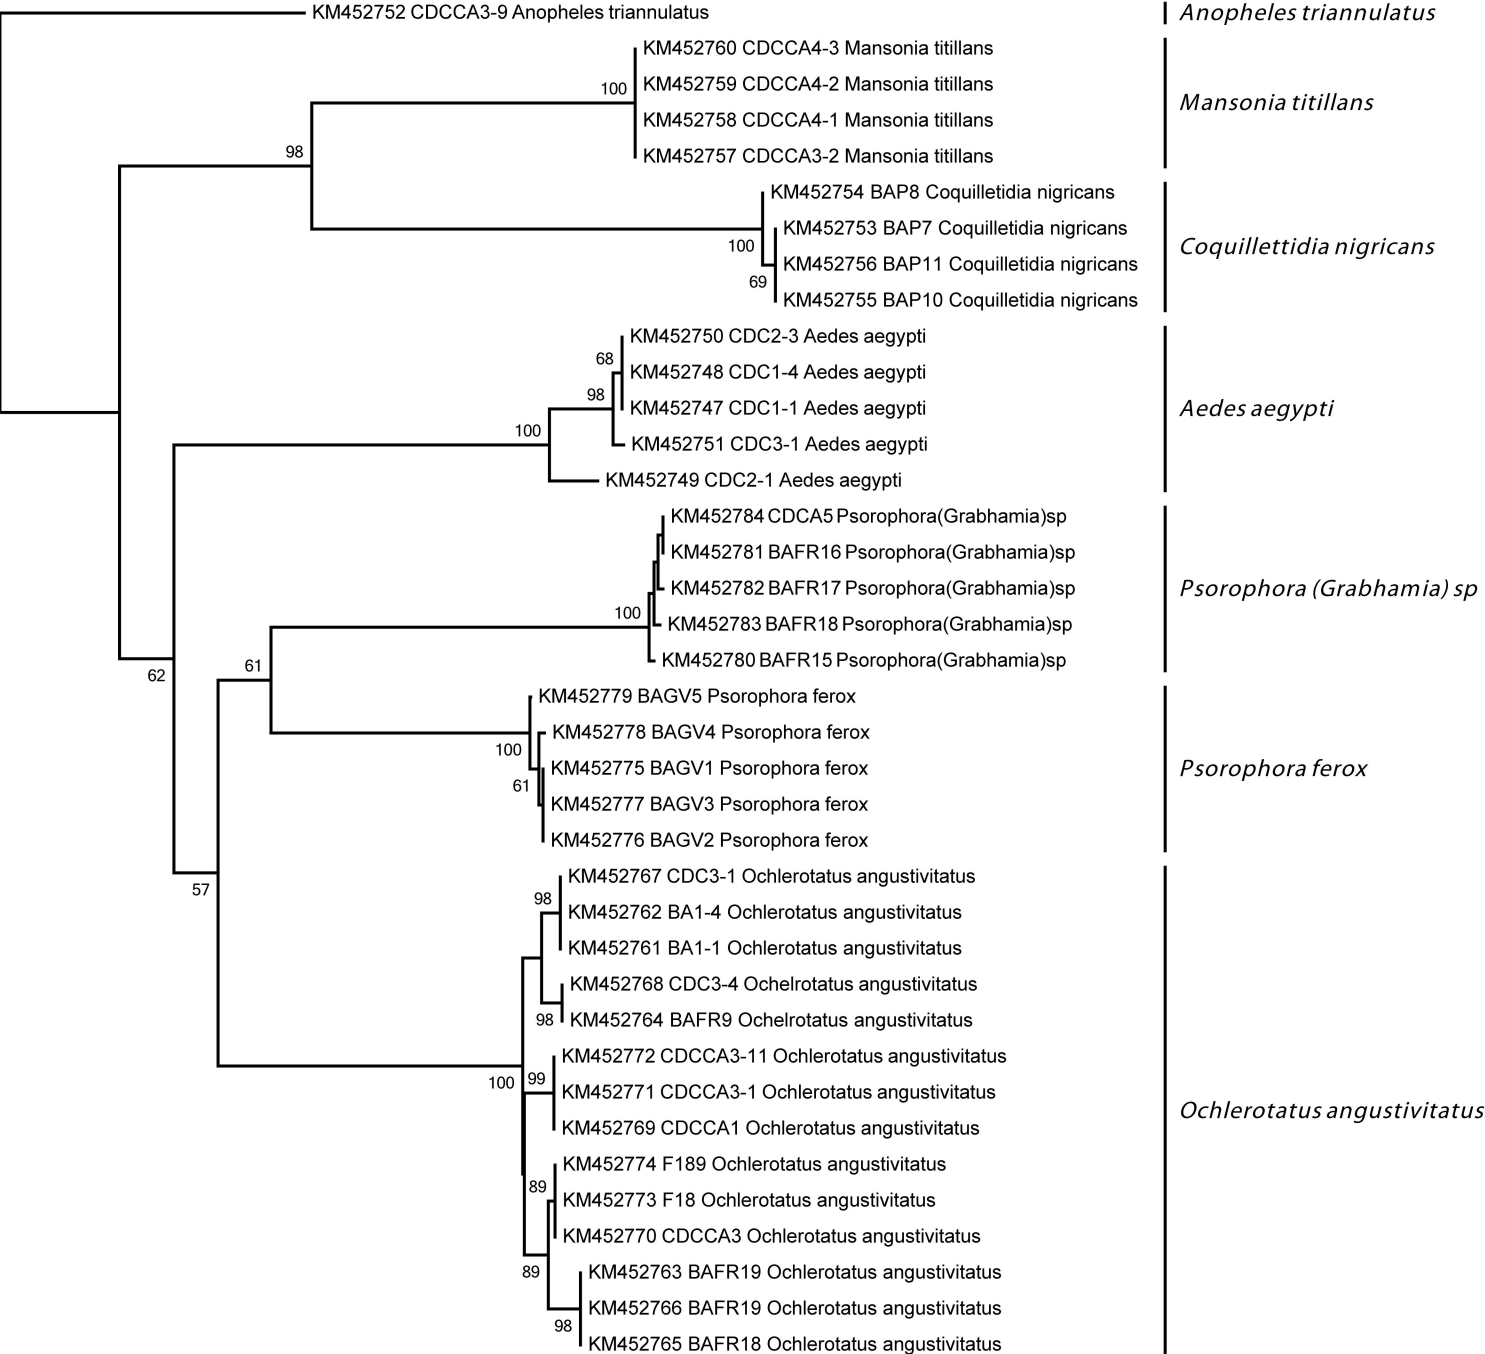 KM452752 CDCCA3-9 Anopheles triannulatus
Anopheles triannulatus
KM452760 CDCCA4-3 Mansonia titillans
100
KM452759 CDCCA4-2 Mansonia titillans
Mansonia titillans
KM452758 CDCCA4-1 Mansonia titillans
98
KM452757 CDCCA3-2 Mansonia titillans
KM452754 BAP8 Coquilletidia nigricans
KM452753 BAP7 Coquilletidia nigricans
100
Coquillettidia nigricans
KM452756 BAP11 Coquilletidia nigricans
69
KM452755 BAP10 Coquilletidia nigricans
KM452750 CDC2-3 Aedes aegypti
68
KM452748 CDC1-4 Aedes aegypti
98
KM452747 CDC1-1 Aedes aegypti
Aedes aegypti
100
KM452751 CDC3-1 Aedes aegypti
KM452749 CDC2-1 Aedes aegypti
KM452784 CDCA5 Psorophora(Grabhamia)sp
KM452781 BAFR16 Psorophora(Grabhamia)sp
KM452782 BAFR17 Psorophora(Grabhamia)sp
Psorophora (Grabhamia) sp
100
KM452783 BAFR18 Psorophora(Grabhamia)sp
KM452780 BAFR15 Psorophora(Grabhamia)sp
61
62
KM452779 BAGV5 Psorophora ferox
KM452778 BAGV4 Psorophora ferox
100
KM452775 BAGV1 Psorophora ferox
Psorophora ferox
61
KM452777 BAGV3 Psorophora ferox
KM452776 BAGV2 Psorophora ferox
KM452767 CDC3-1 Ochlerotatus angustivitatus
57
98
KM452762 BA1-4 Ochlerotatus angustivitatus
KM452761 BA1-1 Ochlerotatus angustivitatus
KM452768 CDC3-4 Ochelrotatus angustivitatus
98
KM452764 BAFR9 Ochelrotatus angustivitatus
KM452772 CDCCA3-11 Ochlerotatus angustivitatus
100
99
KM452771 CDCCA3-1 Ochlerotatus angustivitatus
Ochlerotatus angustivitatus
KM452769 CDCCA1 Ochlerotatus angustivitatus
KM452774 F189 Ochlerotatus angustivitatus
89
KM452773 F18 Ochlerotatus angustivitatus
KM452770 CDCCA3 Ochlerotatus angustivitatus
89
KM452763 BAFR19 Ochlerotatus angustivitatus
KM452766 BAFR19 Ochlerotatus angustivitatus
98
KM452765 BAFR18 Ochlerotatus angustivitatus